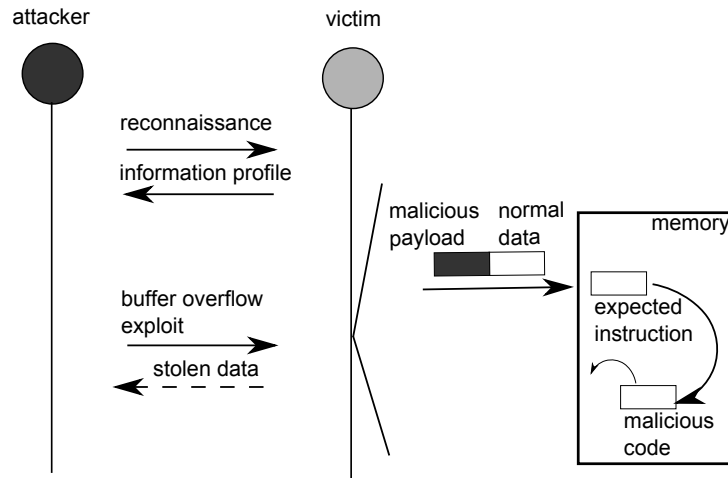 attacker
victim
reconnaissance
information profile
malicious
payload
normal
data
memory
expected
instruction
buffer overflow
exploit
stolen data
malicious
code